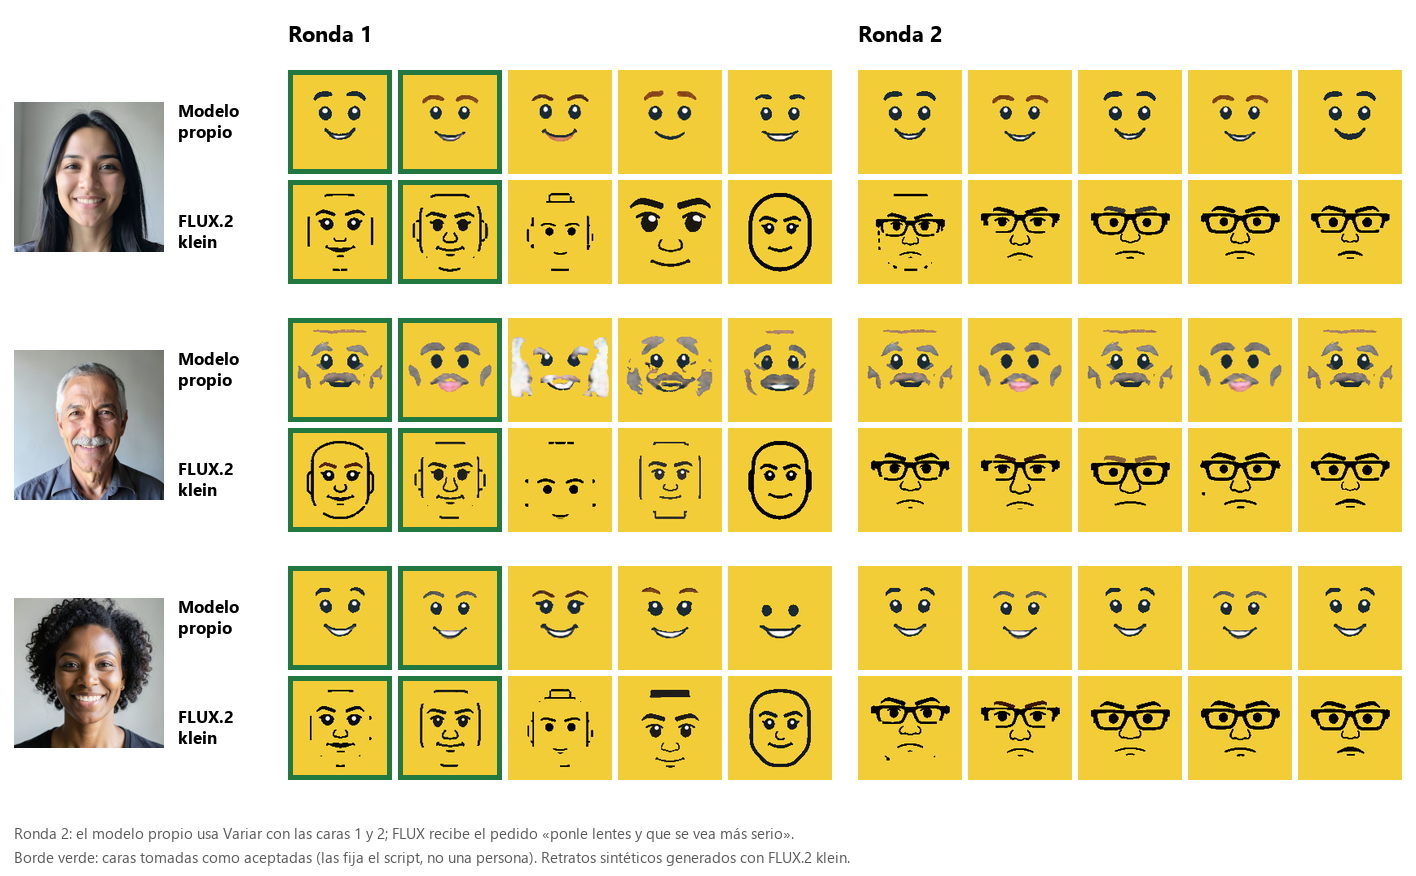 Ronda 1
Ronda 2
Modelo
propio
FLUX.2
klein
Modelo
propio
FLUX.2
klein
Modelo
propio
FLUX.2
klein
Ronda 2: el modelo propio usa Variar con las caras 1 y 2; FLUX recibe el pedido «ponle lentes y que se vea más serio».
Borde verde: caras tomadas como aceptadas (las fija el script, no una persona). Retratos sintéticos generados con FLUX.2 klein.